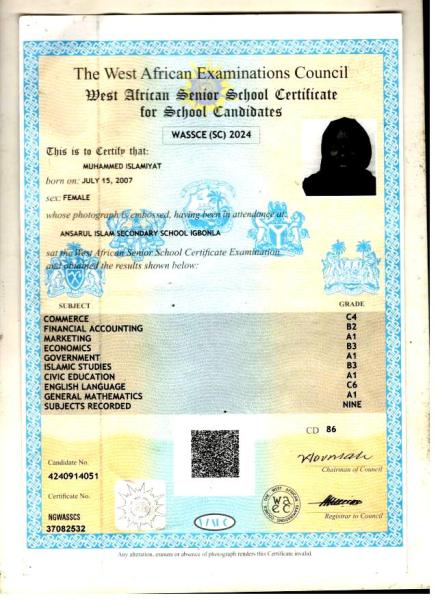 The West African Examinations Council
West African Senior School Certificate
for School Candidates
WASSCE (SC) 2024
This is to Certify that:
MUHAMMED ISLAMIYAT
born on: JULY 15, 2007
sex: FEMALE
whose photograph is embossed, having been in attendance at:
ANSARUL ISLAM SECONDARY SCHOOL IGBONLA
sat the West African Senior School Certificate Examination
and obtained the results shown below:
SUBJECT GRADE
COMMERCE C4
FINANCIAL ACCOUNTING B2
MARKETING A1
ECONOMICS B3
GOVERNMENT A1
ISLAMIC STUDIES B3
CIVIC EDUCATION A1
ENGLISH LANGUAGE C6
GENERAL MATHEMATICS A1
SUBJECTS RECORDED NINE
CD 86
Chairman of Council
Candidate No.
4240914051
Certificate No.
NGWASSCS
37082532
Registrar to Council
Any alteration, erasure or absence of photograph renders this Certificate invalid.